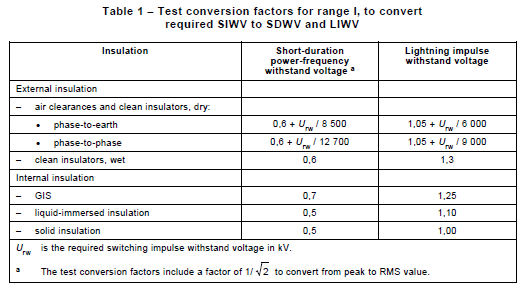 Table 1 – Test conversion factors for range I, to convert
required SIWV to SDWV and LIWV
Insulation
Short-duration
power-frequency
withstand voltage a
Lightning impulse
withstand voltage
External insulation
– air clearances and clean insulators, dry:
• phase-to-earth 0,6 + Urw / 8 500 1,05 + Urw / 6 000
• phase-to-phase 0,6 + Urw / 12 700 1,05 + Urw / 9 000
– clean insulators, wet 0,6 1,3
Internal insulation
– GIS 0,7 1,25
– liquid-immersed insulation 0,5 1,10
– solid insulation 0,5 1,00
Urw is the required switching impulse withstand voltage in kV.
a The test conversion factors include a factor of 1/√2 to convert from peak to RMS value.